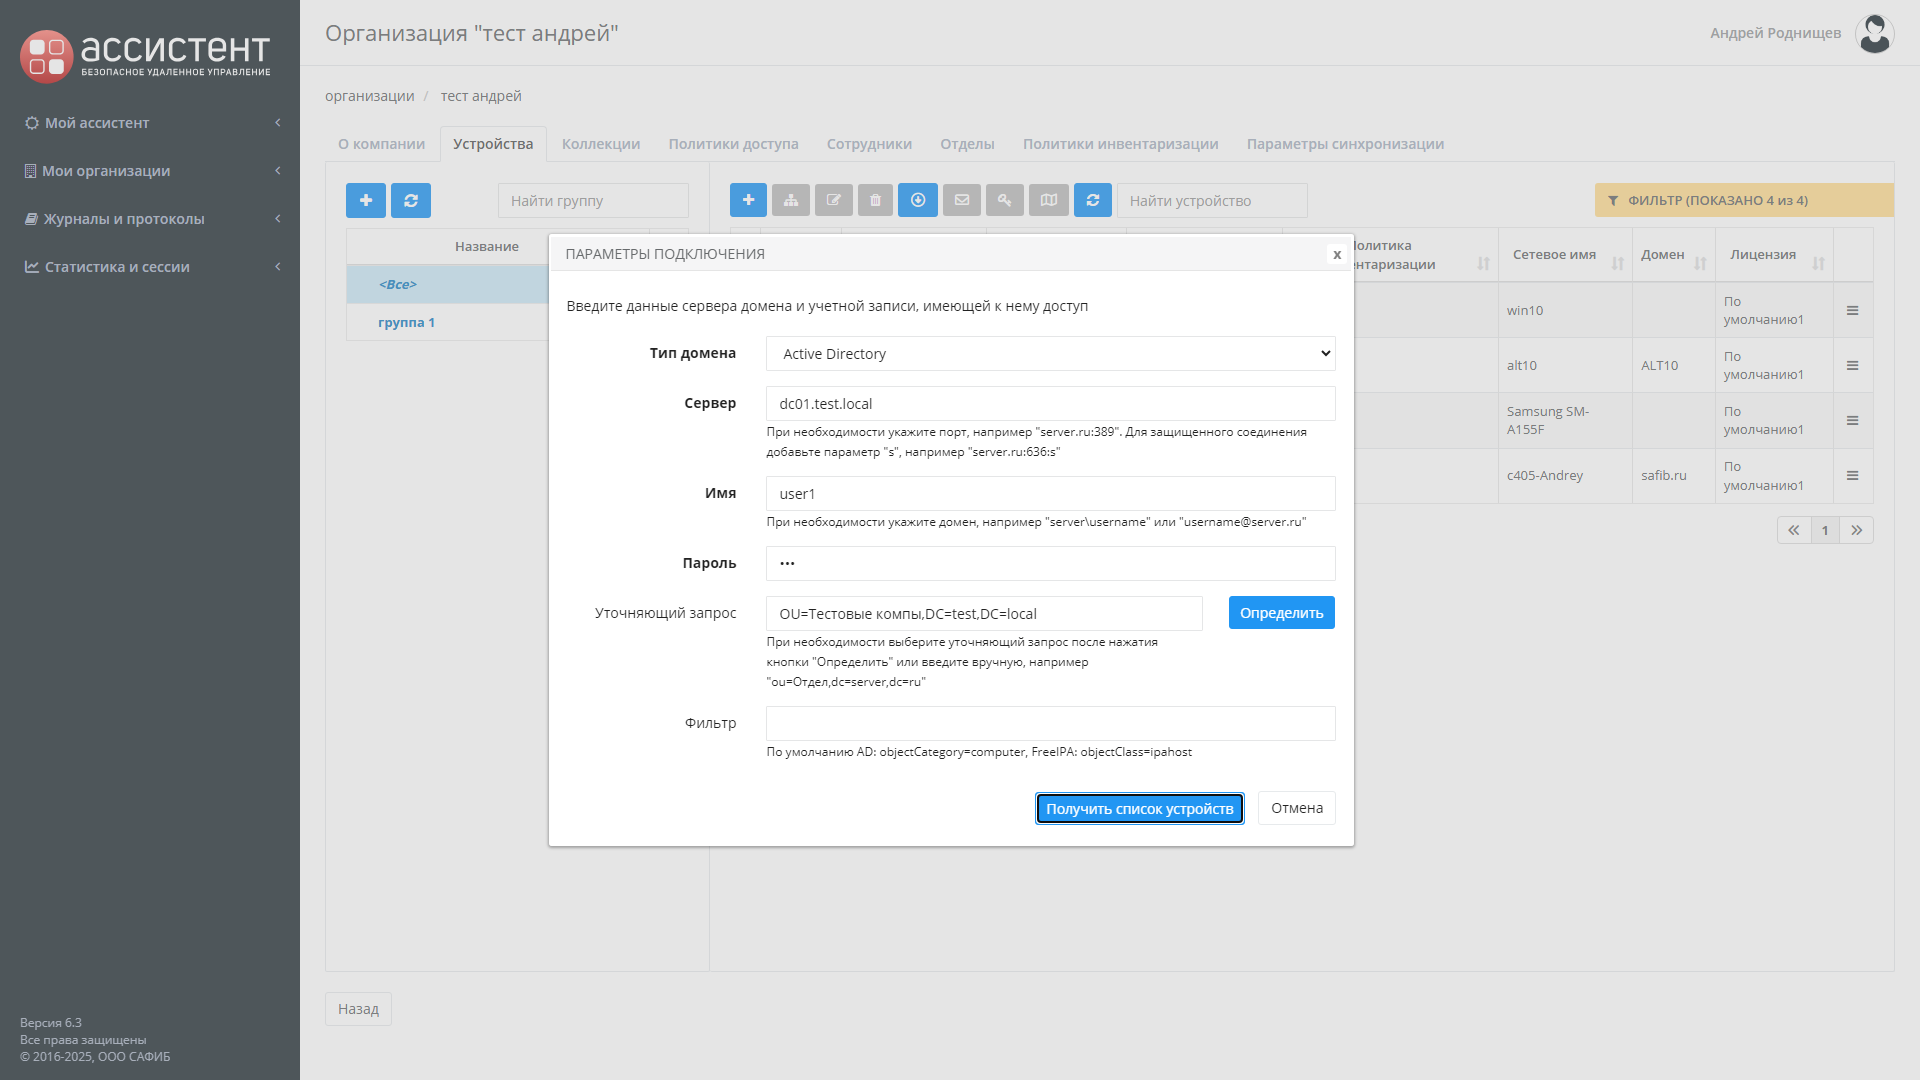 ассистент
БЕЗОПАСНОЕ УДАЛЕННОЕ УПРАВЛЕНИЕ
Мой ассистент
Мои организации
Журналы и протоколы
Статистика и сессии
Версия 6.3
Все права защищены
© 2016-2025, ООО САФИБ
Организация "тест андрей"
Андрей Роднищев
организации / тест андрей
О компании Устройства Коллекции Политики доступа Сотрудники Отделы Политики инвентаризации Параметры синхронизации
Найти группу
Найти устройство
ФИЛЬТР (ПОКАЗАНО 4 из 4)
Название
<Все>
группа 1
Сетевое имя Домен Лицензия
win10 По умолчанию1
alt10 ALT10 По умолчанию1
Samsung SM-A155F По умолчанию1
c405-Andrey safib.ru По умолчанию1
« 1 »
ПАРАМЕТРЫ ПОДКЛЮЧЕНИЯ
x
Введите данные сервера домена и учетной записи, имеющей к нему доступ
Тип домена Active Directory
Сервер dc01.test.local
При необходимости укажите порт, например "server.ru:389". Для защищенного соединения
добавьте параметр "s", например "server.ru:636:s"
Имя user1
При необходимости укажите домен, например "server\username" или "username@server.ru"
Пароль •••
Уточняющий запрос OU=Тестовые компы,DC=test,DC=local Определить
При необходимости выберите уточняющий запрос после нажатия
кнопки "Определить" или введите вручную, например
"ou=Отдел,dc=server,dc=ru"
Фильтр
По умолчанию AD: objectCategory=computer, FreeIPA: objectClass=ipahost
Получить список устройств Отмена
Назад